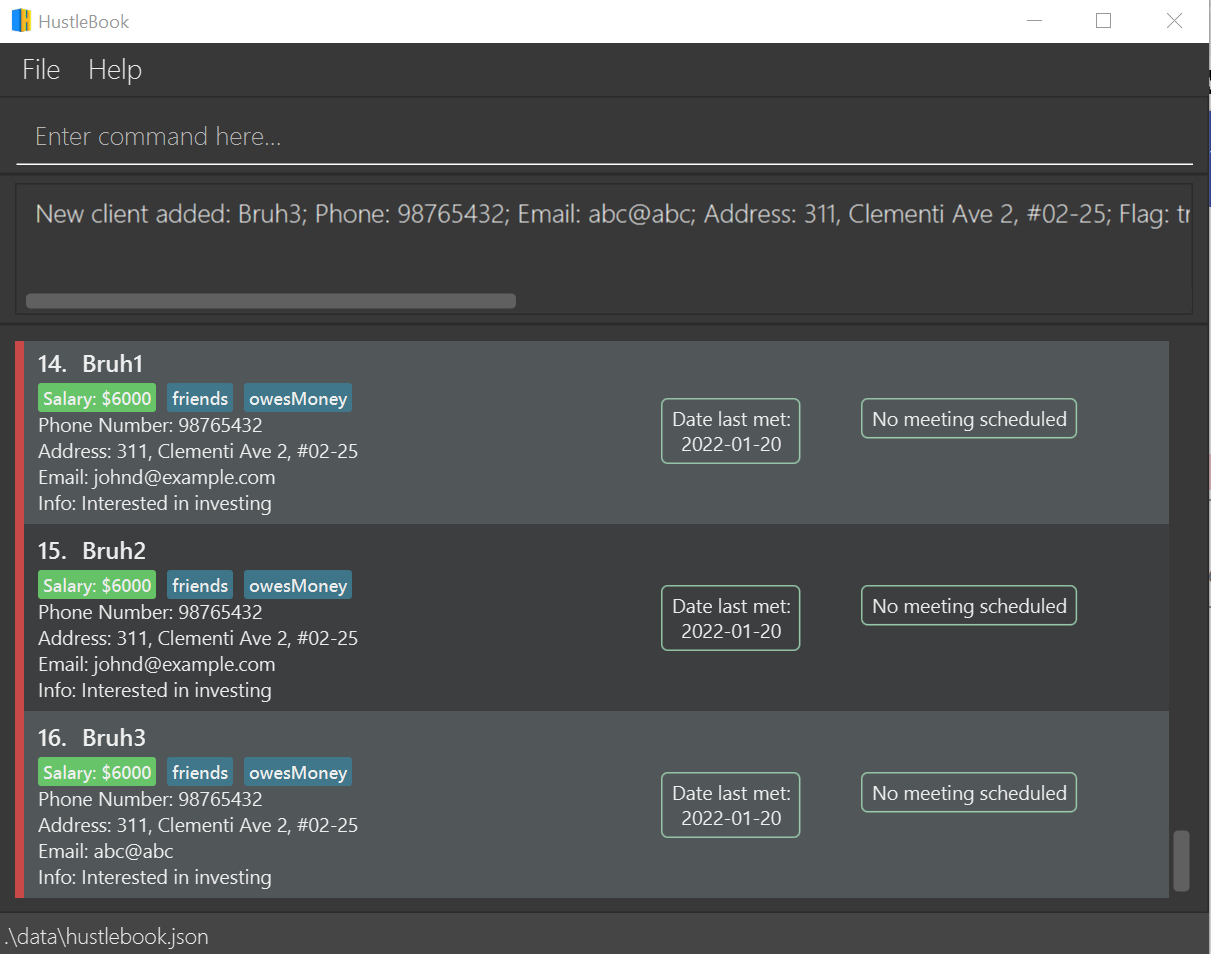 HustleBook
File Help
Enter command here...
New client added: Bruh3; Phone: 98765432; Email: abc@abc; Address: 311, Clementi Ave 2, #02-25; Flag: tr
14. Bruh1
Salary: $6000 friends owesMoney
Phone Number: 98765432
Address: 311, Clementi Ave 2, #02-25
Email: johnd@example.com
Info: Interested in investing
Date last met:
2022-01-20
No meeting scheduled
15. Bruh2
Salary: $6000 friends owesMoney
Phone Number: 98765432
Address: 311, Clementi Ave 2, #02-25
Email: johnd@example.com
Info: Interested in investing
Date last met:
2022-01-20
No meeting scheduled
16. Bruh3
Salary: $6000 friends owesMoney
Phone Number: 98765432
Address: 311, Clementi Ave 2, #02-25
Email: abc@abc
Info: Interested in investing
Date last met:
2022-01-20
No meeting scheduled
.\data\hustlebook.json